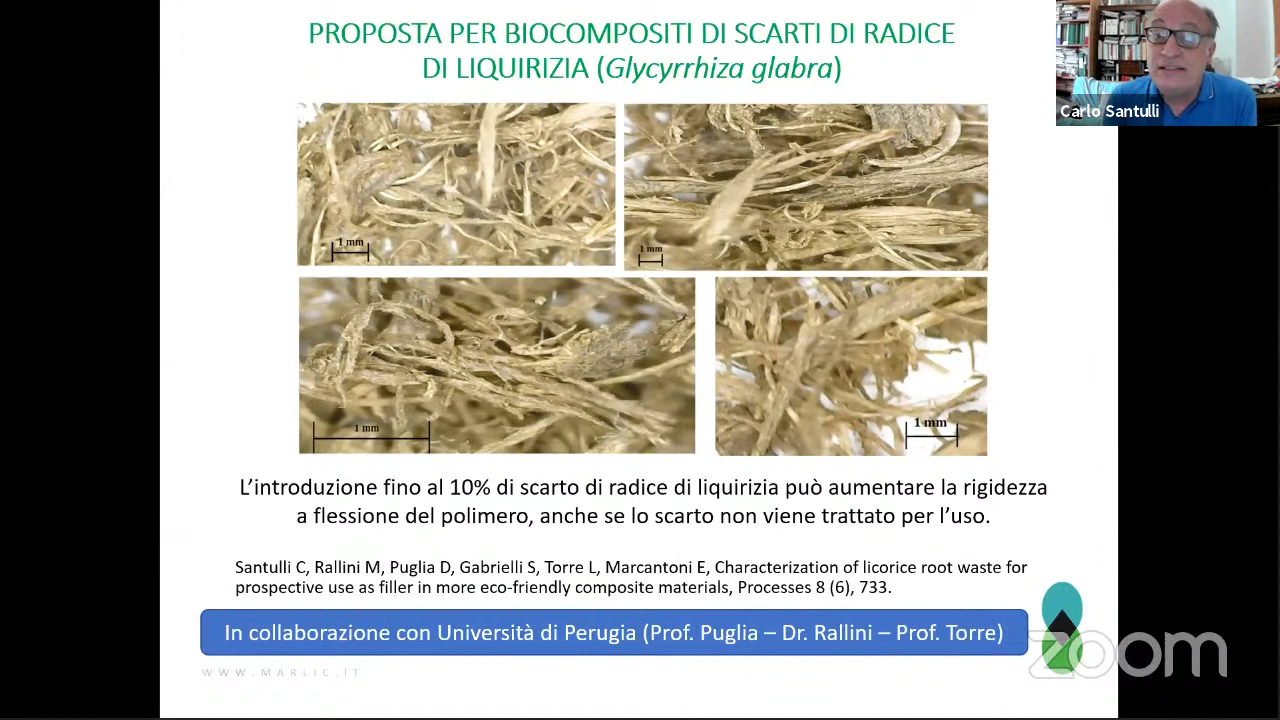 PROPOSTA PER BIOCOMPOSITI DI SCARTI DI RADICE
DI LIQUIRIZIA (Glycyrrhiza glabra)
Carlo Santulli
1 mm
1 mm
1 mm
1 mm
L'introduzione fino al 10% di scarto di radice di liquirizia può aumentare la rigidezza
a flessione del polimero, anche se lo scarto non viene trattato per l'uso.
Santulli C, Rallini M, Puglia D, Gabrielli S, Torre L, Marcantoni E, Characterization of licorice root waste for
prospective use as filler in more eco-friendly composite materials, Processes 8 (6), 733.
In collaborazione con Università di Perugia (Prof. Puglia – Dr. Rallini – Prof. Torre)
WWW.MARLIC.IT
zoom